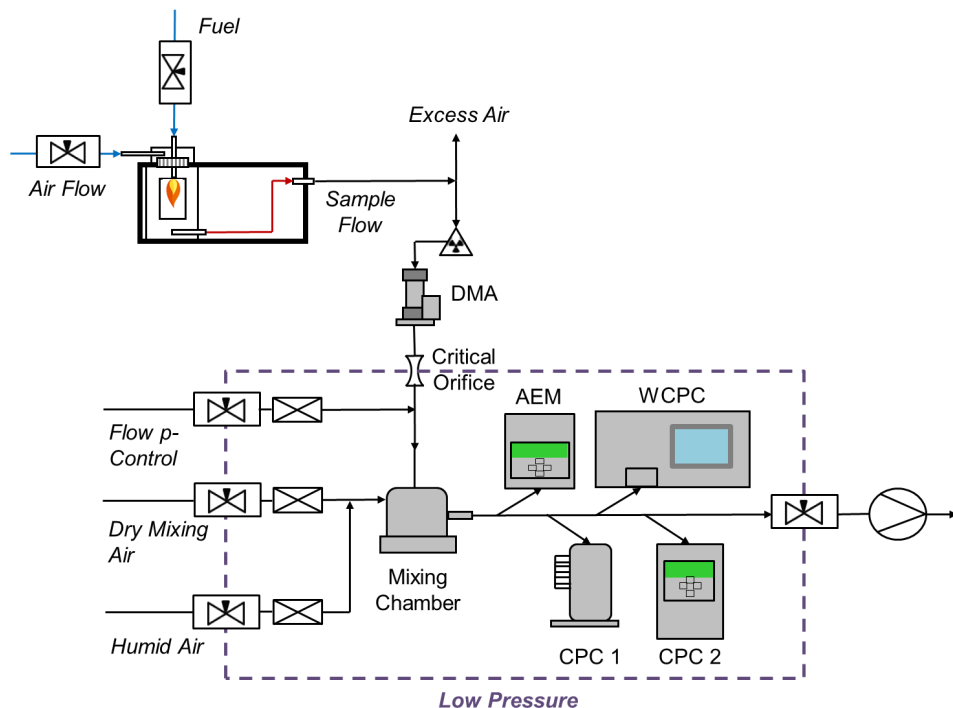 Fuel
Excess Air
Air Flow
Sample
Flow
DMA
Critical
Orifice
AEM
WCPC
Flow p-
Control
Dry Mixing
Air
Mixing
Chamber
Humid Air
CPC 1
CPC 2
Low Pressure